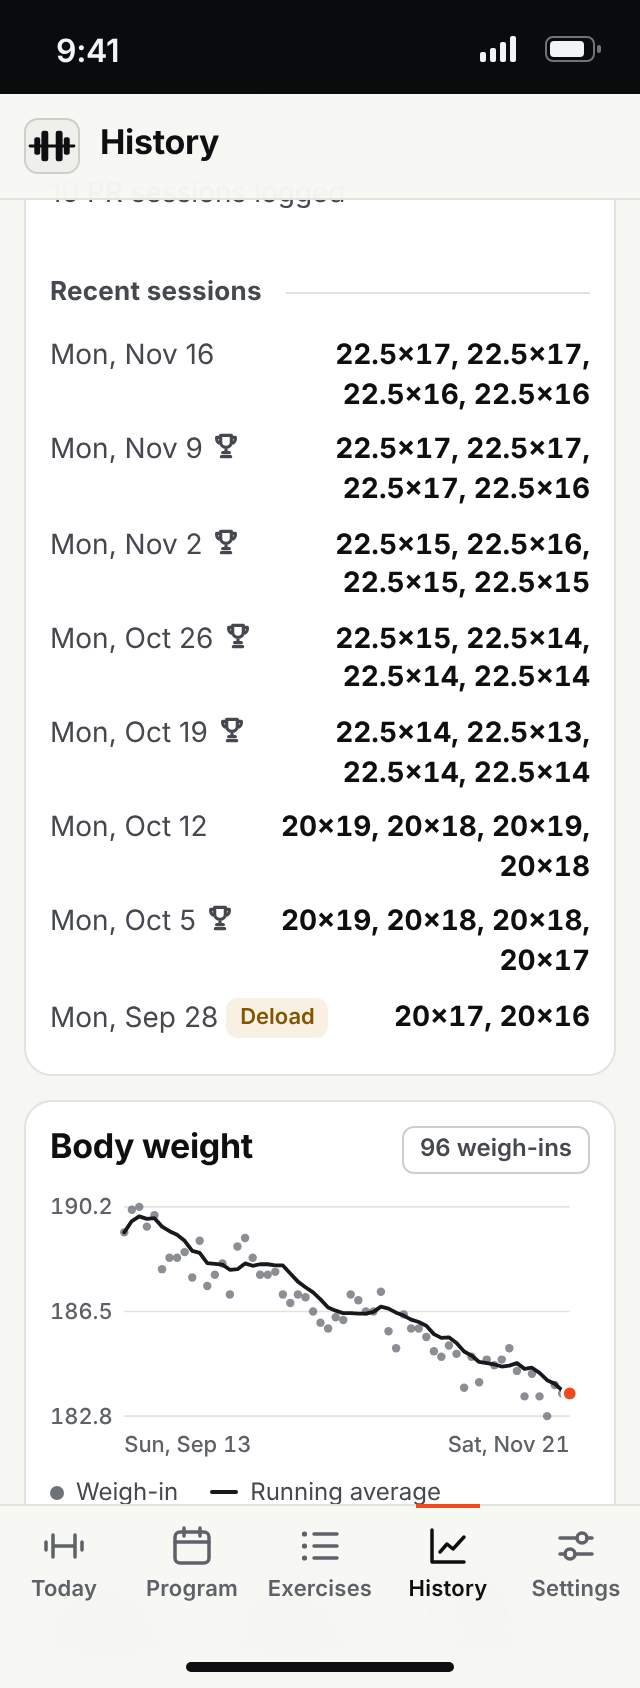 9:41
History
10 PR sessions logged
Recent sessions
Mon, Nov 16 22.5×17, 22.5×17,
22.5×16, 22.5×16
Mon, Nov 9 22.5×17, 22.5×17,
22.5×17, 22.5×16
Mon, Nov 2 22.5×15, 22.5×16,
22.5×15, 22.5×15
Mon, Oct 26 22.5×15, 22.5×14,
22.5×14, 22.5×14
Mon, Oct 19 22.5×14, 22.5×13,
22.5×14, 22.5×14
Mon, Oct 12 20×19, 20×18, 20×19,
20×18
Mon, Oct 5 20×19, 20×18, 20×18,
20×17
Mon, Sep 28 Deload 20×17, 20×16
Body weight 96 weigh-ins
190.2
186.5
182.8
Sun, Sep 13 Sat, Nov 21
Weigh-in Running average
Today Program Exercises History Settings